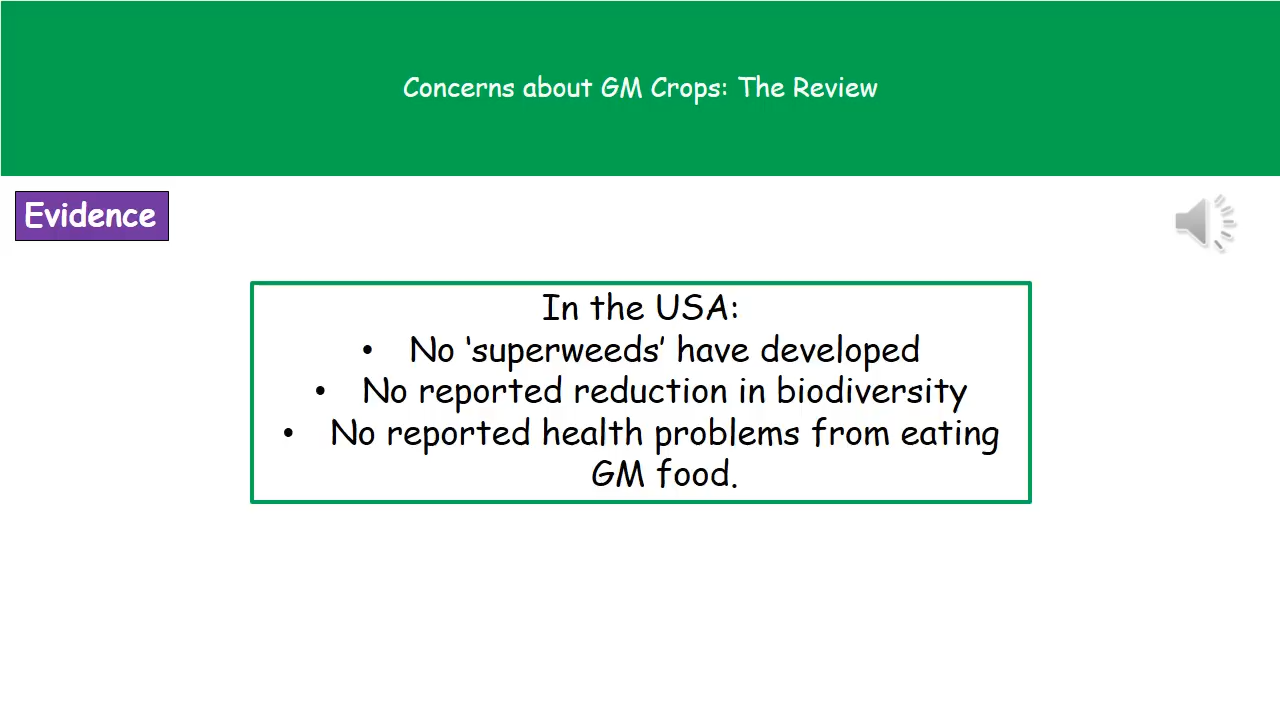 Concerns about GM Crops: The Review
Evidence
In the USA:
• No ‘superweeds’ have developed
• No reported reduction in biodiversity
• No reported health problems from eating
GM food.